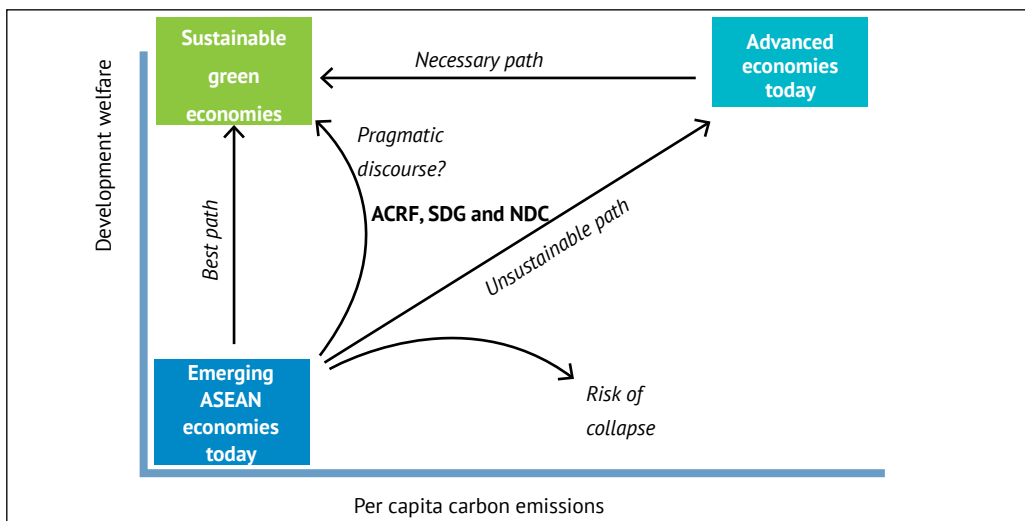 Sustainable
green
economies
Necessary path
Advanced
economies
today
Development welfare
Pragmatic
discourse?
ACRF, SDG and NDC
Best path
Unsustainable path
Emerging
ASEAN
economies
today
Risk of
collapse
Per capita carbon emissions